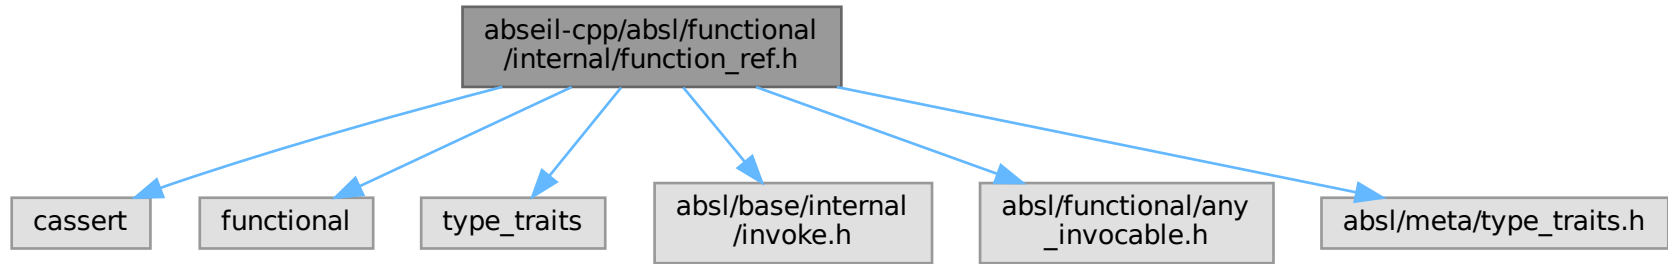 abseil-cpp/absl/functional
/internal/function_ref.h
cassert
functional
type_traits
absl/base/internal
/invoke.h
absl/functional/any
_invocable.h
absl/meta/type_traits.h